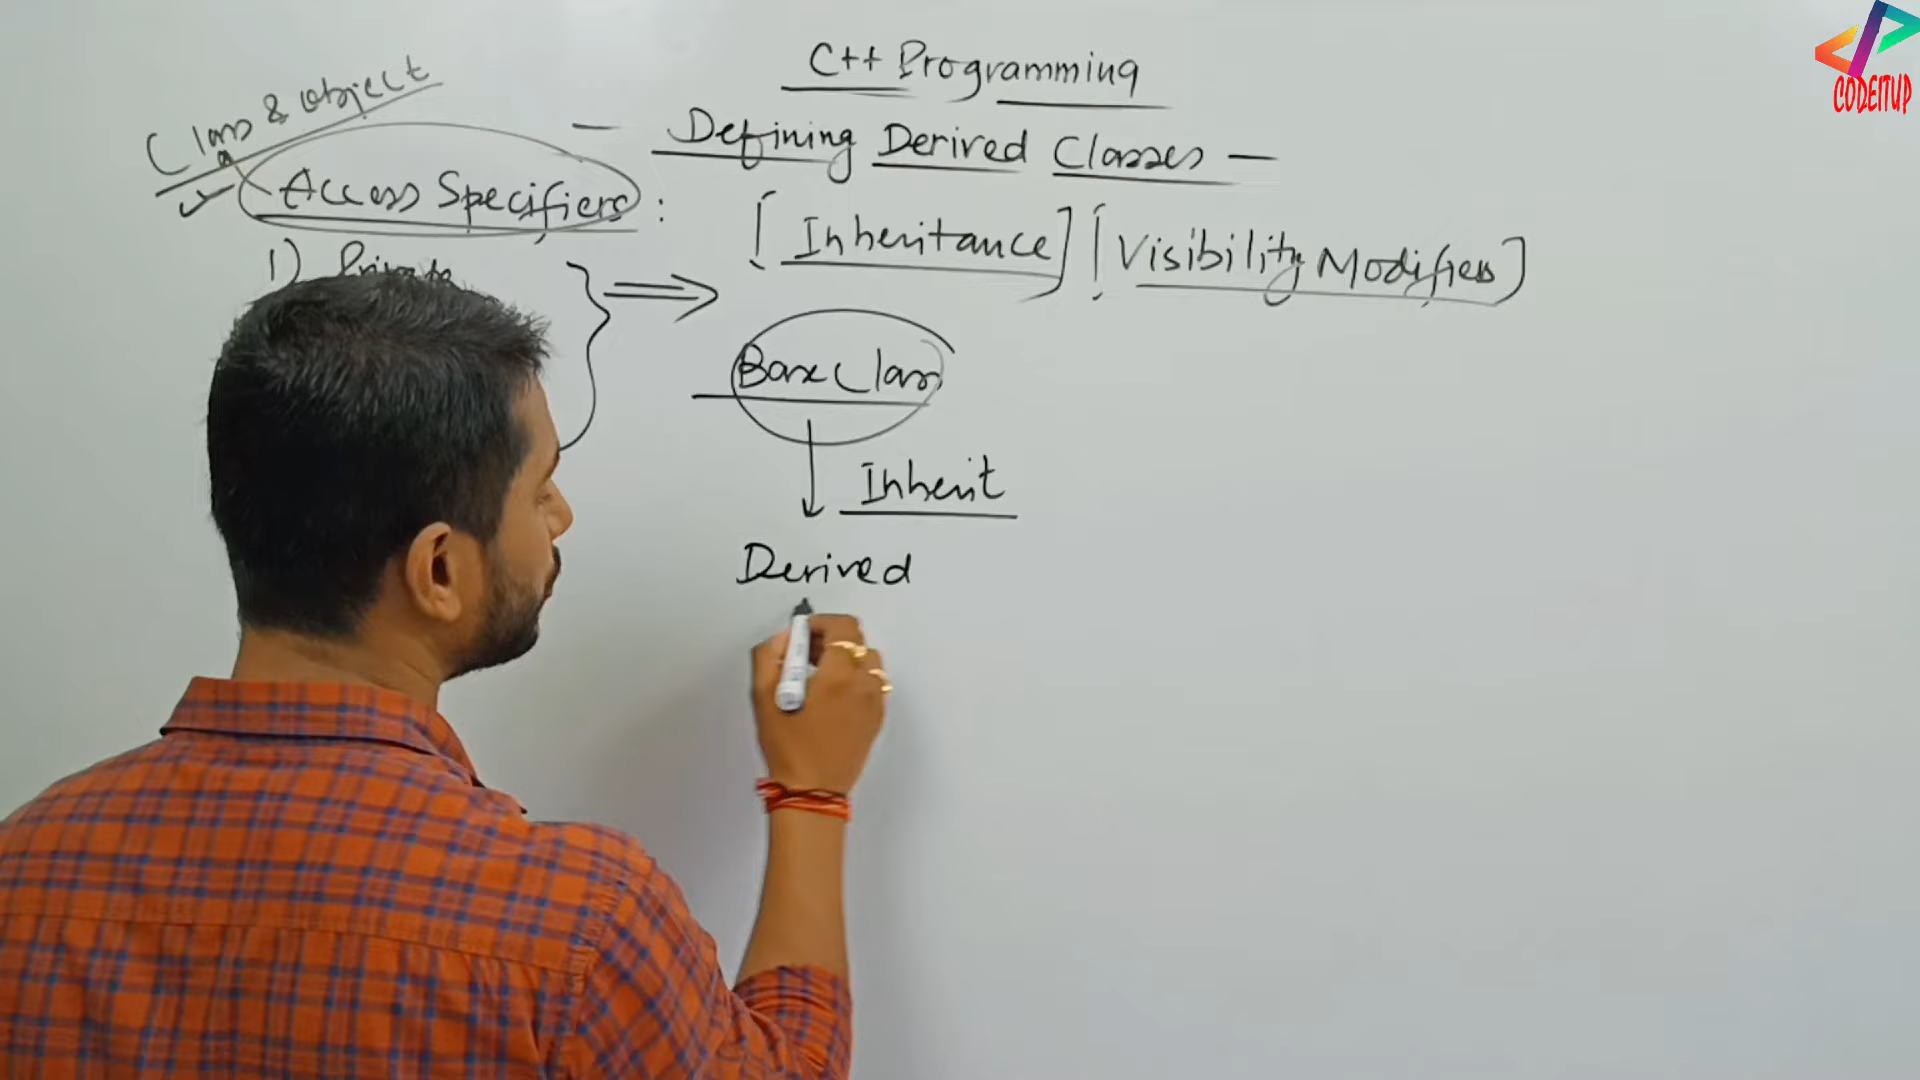 C++ Programming
Class & Object
- Defining Derived Classes -
Access Specifiers :
[Inheritance] [Visibility Modifiers]
1) Private
Base Class
Inherit
Derived
CODEITUP